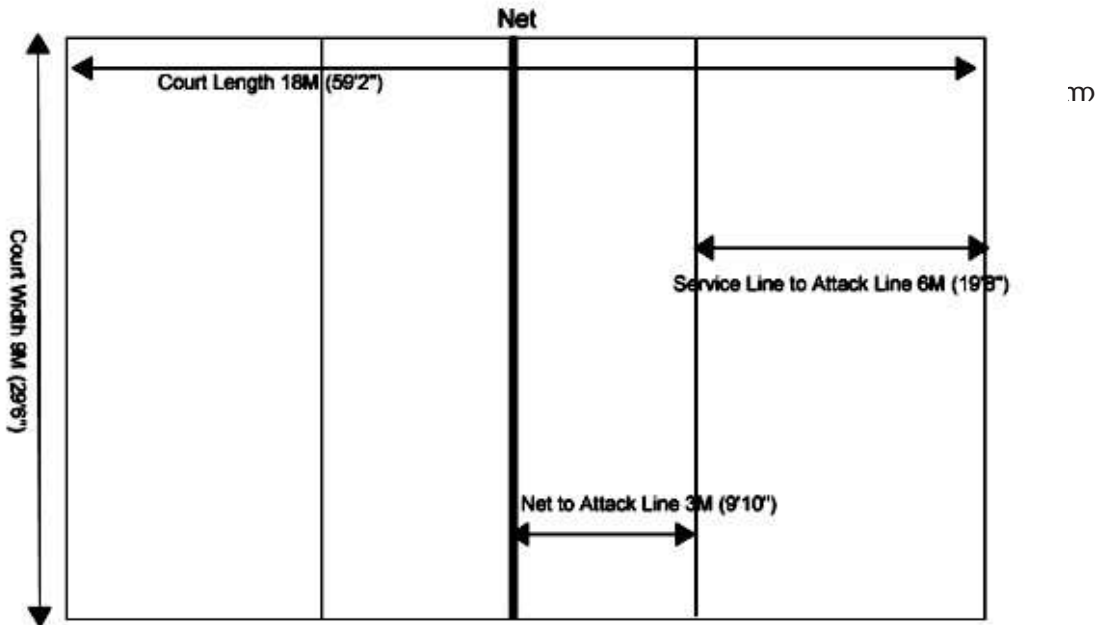 Net
Court Length 18M (59'2")
Court Width 9M (29'6")
Service Line to Attack Line 6M (19'8")
Net to Attack Line 3M (9'10")